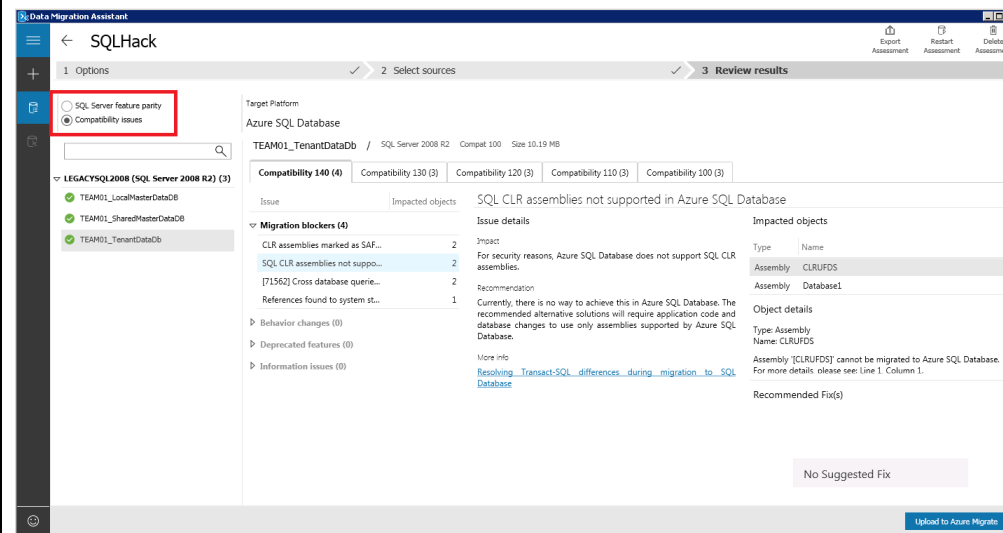 Data Migration Assistant
SQLHack
Export Assessment
Restart Assessment
Delete
1 Options
2 Select sources
3 Review results
SQL Server feature parity
Compatibility issues
Target Platform
Azure SQL Database
TEAM01_TenantDataDb / SQL Server 2008 R2 Compat 100 Size 10.19 MB
LEGACYSQL2008 (SQL Server 2008 R2) (3)
TEAM01_LocalMasterDataDB
TEAM01_SharedMasterDataDB
TEAM01_TenantDataDb
Compatibility 140 (4) Compatibility 130 (3) Compatibility 120 (3) Compatibility 110 (3) Compatibility 100 (3)
Issue Impacted objects
Migration blockers (4)
CLR assemblies marked as SAF... 2
SQL CLR assemblies not suppo... 2
[71562] Cross database querie... 2
References found to system st... 1
Behavior changes (0)
Deprecated features (0)
Information issues (0)
SQL CLR assemblies not supported in Azure SQL Database
Issue details
Impact
For security reasons, Azure SQL Database does not support SQL CLR
assemblies.
Recommendation
Currently, there is no way to achieve this in Azure SQL Database. The
recommended alternative solutions will require application code and
database changes to use only assemblies supported by Azure SQL
Database.
More info
Resolving Transact-SQL differences during migration to SQL
Database
Impacted objects
Type Name
Assembly CLRUFDS
Assembly Database1
Object details
Type: Assembly
Name: CLRUFDS
Assembly '[CLRUFDS]' cannot be migrated to Azure SQL Database.
For more details please see: Line 1, Column 1.
Recommended Fix(s)
No Suggested Fix
Upload to Azure Migrate